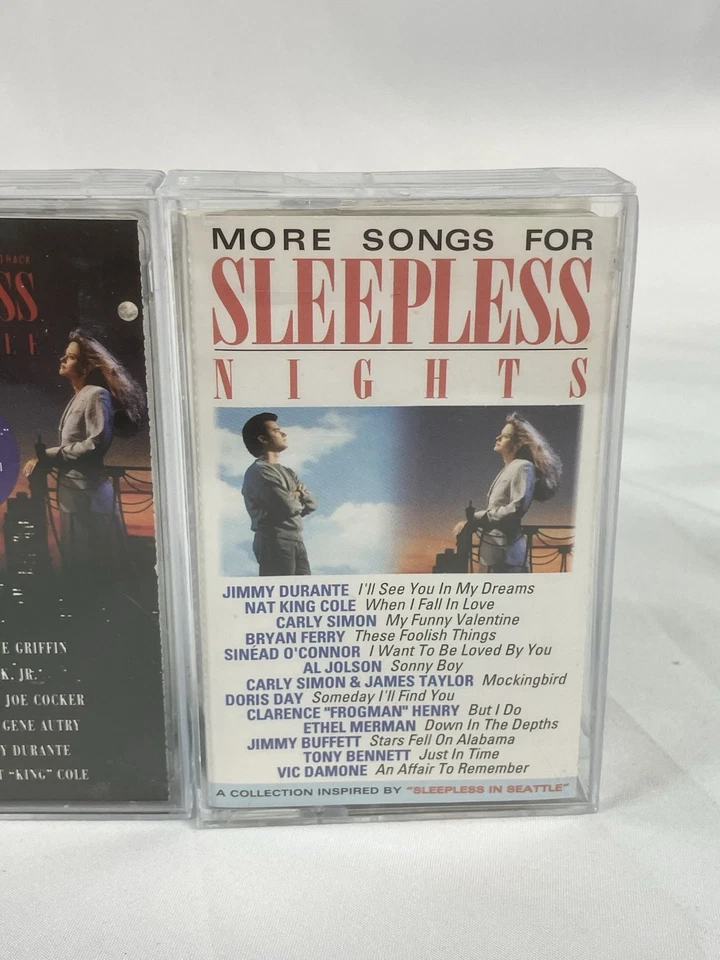 SS
E GRIFFIN
K, JR.
JOE COCKER
GENE AUTRY
Y DURANTE
T "KING" COLE
MORE SONGS FOR
SLEEPLESS
NIGHTS
JIMMY DURANTE I'll See You In My Dreams
NAT KING COLE When I Fall In Love
CARLY SIMON My Funny Valentine
BRYAN FERRY These Foolish Things
SINÉAD O'CONNOR I Want To Be Loved By You
AL JOLSON Sonny Boy
CARLY SIMON & JAMES TAYLOR Mockingbird
DORIS DAY Someday I'll Find You
CLARENCE "FROGMAN" HENRY But I Do
ETHEL MERMAN Down In The Depths
JIMMY BUFFETT Stars Fell On Alabama
TONY BENNETT Just In Time
VIC DAMONE An Affair To Remember
A COLLECTION INSPIRED BY "SLEEPLESS IN SEATTLE"